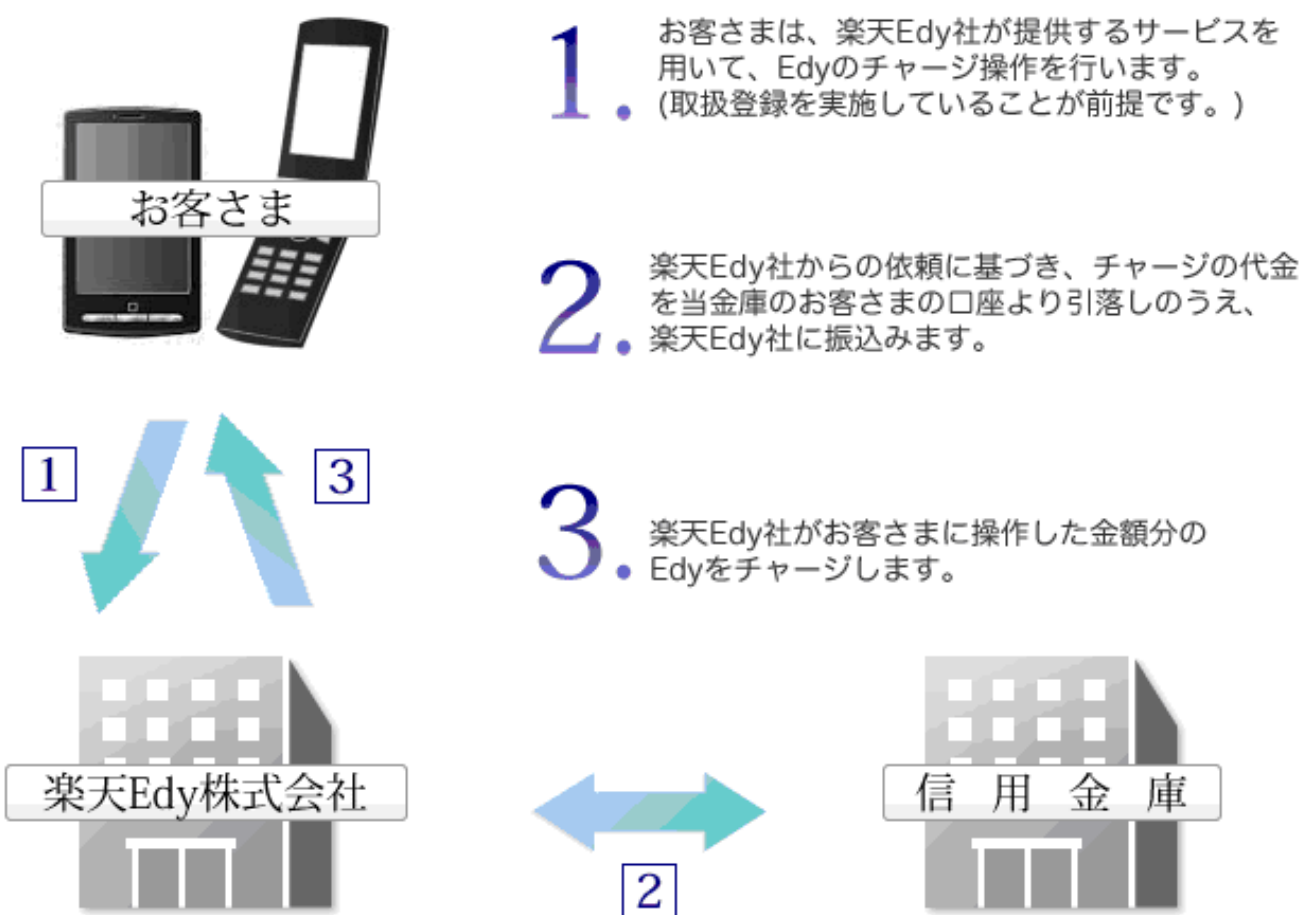 お客さま
1.
お客さまは、楽天Edy社が提供するサービスを
用いて、Edyのチャージ操作を行います。
(取扱登録を実施していることが前提です。)
2.
楽天Edy社からの依頼に基づき、チャージの代金
を当金庫のお客さまの口座より引落しのうえ、
楽天Edy社に振込みます。
3.
楽天Edy社がお客さまに操作した金額分の
Edyをチャージします。
1
3
楽天Edy株式会社
2
信用金庫